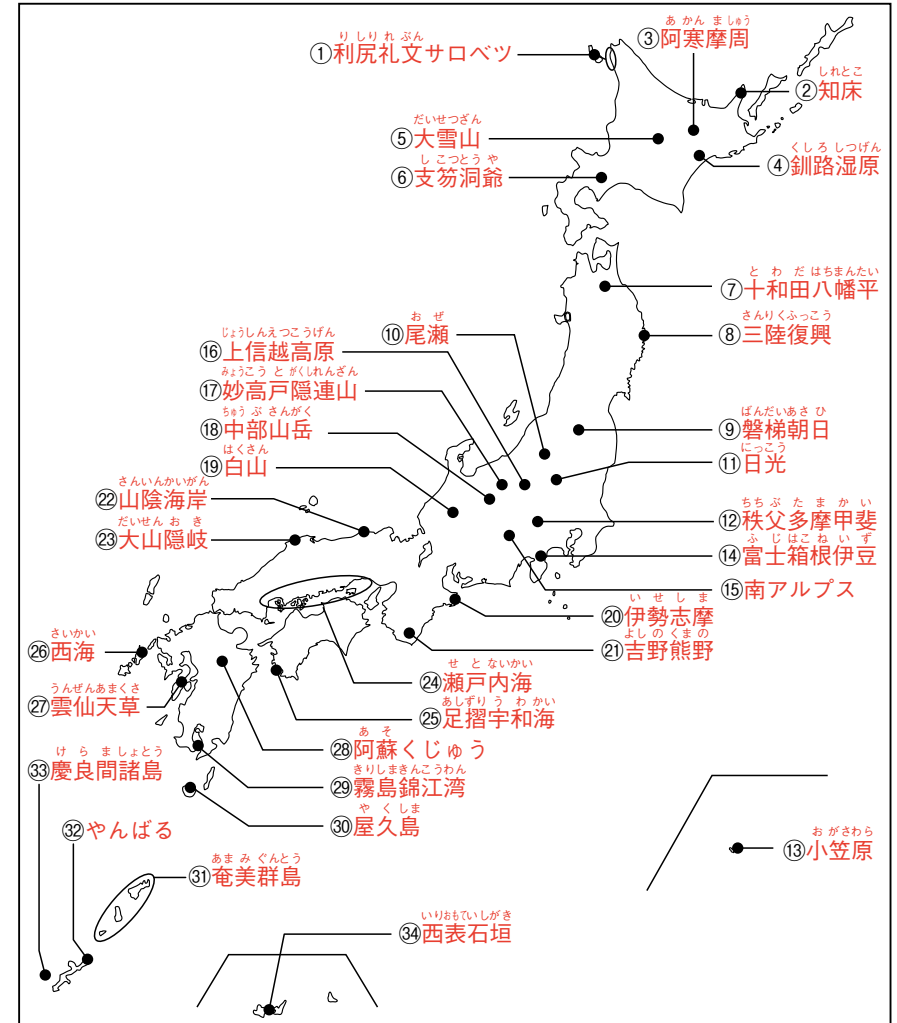 りしりれぶん
①利尻礼文サロベツ
あかんましゅう
③阿寒摩周
しれとこ
②知床
だいせつざん
⑤大雪山
くしろしつげん
④釧路湿原
しこつとうや
⑥支笏洞爺
とわだはちまんたい
⑦十和田八幡平
さんりくふっこう
⑧三陸復興
おぜ
⑩尾瀬
じょうしんえつこうげん
⑯上信越高原
みょうこうとがくしれんざん
⑰妙高戸隠連山
ちゅうぶさんがく
⑱中部山岳
ばんだいあさひ
⑨磐梯朝日
はくさん
⑲白山
にっこう
⑪日光
さんいんかいがん
㉒山陰海岸
ちちぶたまかい
⑫秩父多摩甲斐
だいせんおき
㉓大山隠岐
ふじはこねいず
⑭富士箱根伊豆
⑮南アルプス
いせしま
⑳伊勢志摩
よしのくまの
㉑吉野熊野
さいかい
㉖西海
せとないかい
㉔瀬戸内海
うんぜんあまくさ
㉗雲仙天草
あしずりうわかい
㉕足摺宇和海
あそ
㉘阿蘇くじゅう
けらましょとう
㉝慶良間諸島
きりしまきんこうわん
㉙霧島錦江湾
やくしま
㉚屋久島
㉜やんばる
おがさわら
⑬小笠原
あまみぐんとう
㉛奄美群島
いりおもていしがき
㉞西表石垣